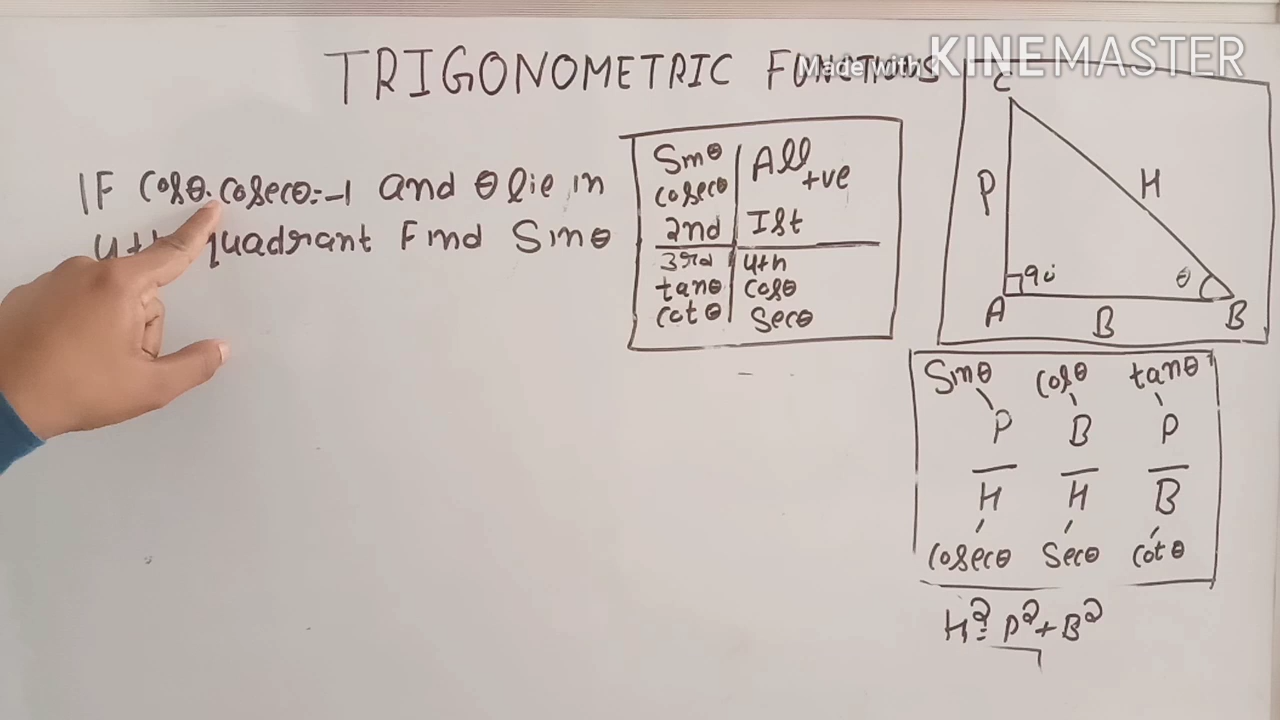 TRIGONOMETRIC FUNCTIONS
Made with KINEMASTER
IF Cosθ.Cosecθ=-1 and θ lie in
4th quadrant Find Sinθ
Sinθ All
cosecθ +ve
2nd Ist
3rd 4th
tanθ cosθ
cotθ secθ
C
P H
90° θ
A B B
Sinθ cosθ tanθ
P B P
H H B
cosecθ Secθ cotθ
H²=P²+B²